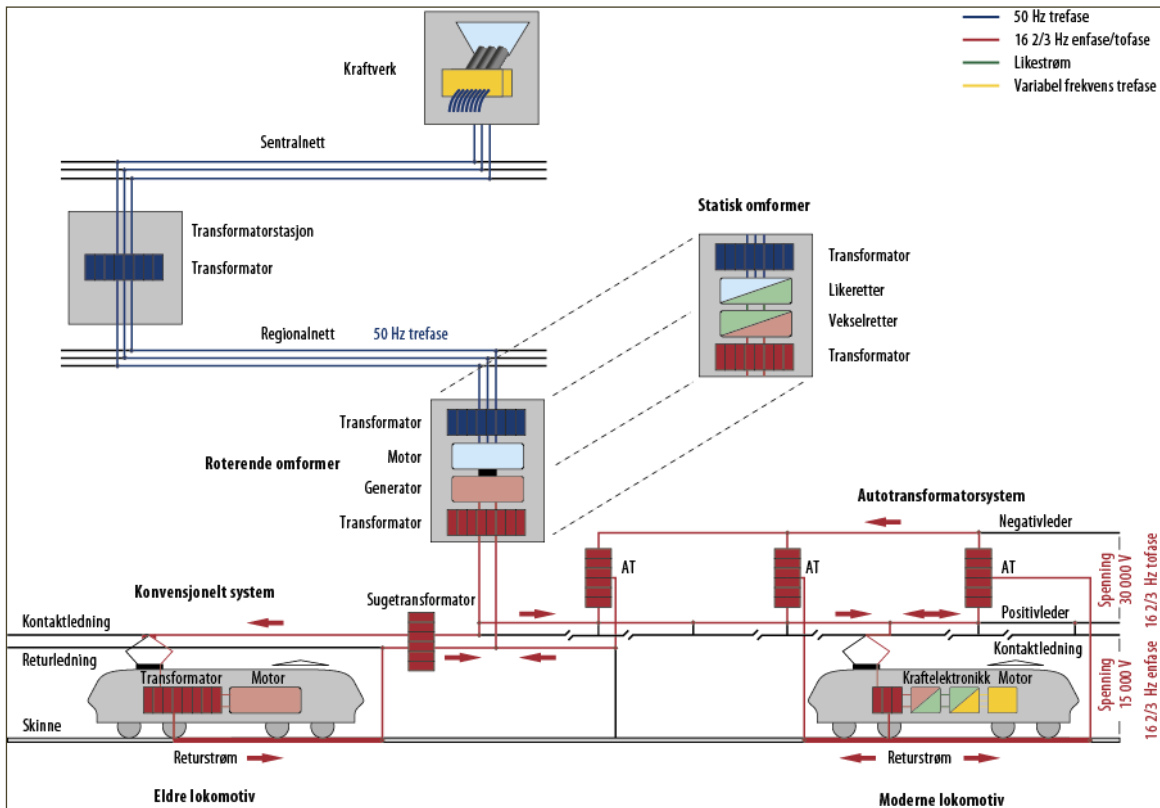 50 Hz trefase
16 2/3 Hz enfase/tofase
Likestrøm
Variabel frekvens trefase
Kraftverk
Sentralnett
Transformatorstasjon
Transformator
Statisk omformer
Transformator
Likeretter
Vekselretter
Transformator
Regionalnett 50 Hz trefase
Transformator
Motor
Roterende omformer
Generator
Transformator
Autotransformatorsystem
Negativleder
AT
AT
AT
Spenning
30 000 V
16 2/3 Hz tofase
Konvensjonelt system
Sugetransformator
Kontaktledning
Positivleder
Returledning
Kontaktledning
Transformator
Motor
Kraftelektronikk
Motor
Spenning
15 000 V
16 2/3 Hz enfase
Skinne
Returstrøm
Returstrøm
Eldre lokomotiv
Moderne lokomotiv